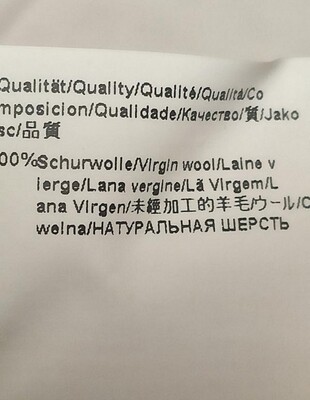 Qualität/Quality/Qualité/Qualità/Co
mposicion/Qualidade/Качество/質/Jako
sc/品質
00%Schurwolle/Virgin wool/Laine v
ierge/Lana vergine/Lã Virgem/L
ana Virgen/未經加工的羊毛/ウール/C
welna/НАТУРАЛЬНАЯ ШЕРСТЬ